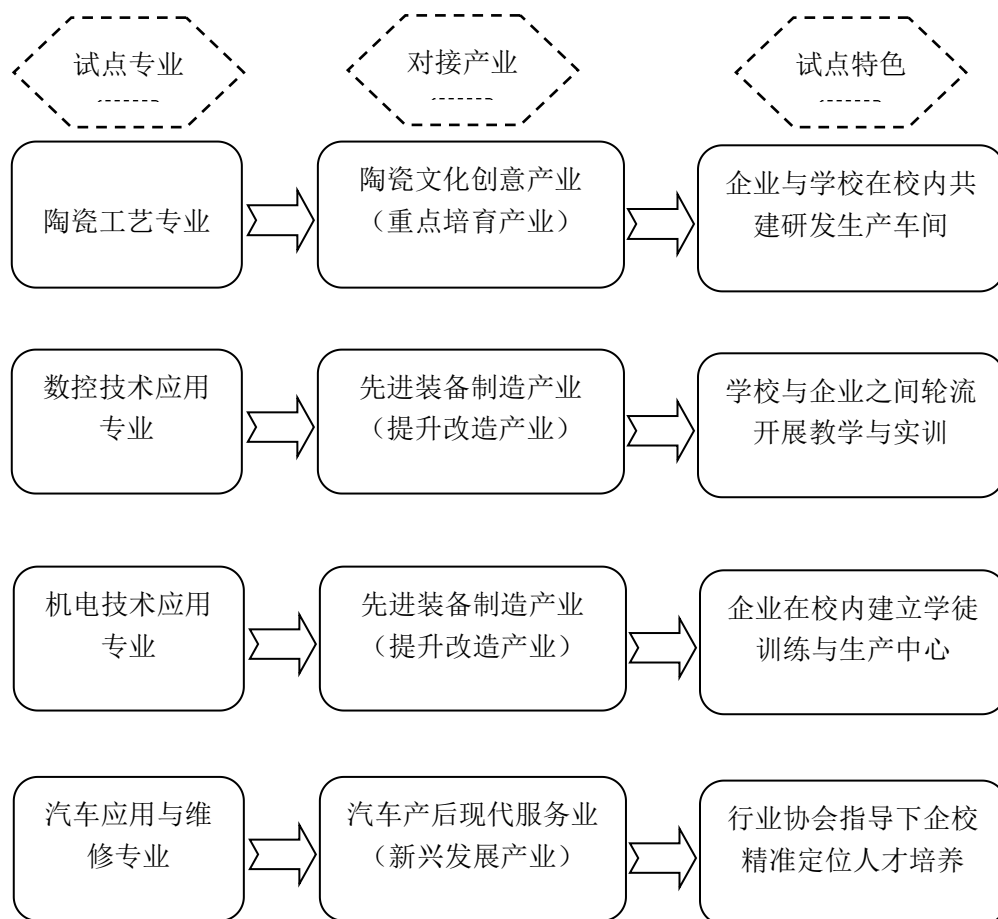 试点专业
对接产业
试点特色
陶瓷工艺专业
陶瓷文化创意产业
（重点培育产业）
企业与学校在校内共
建研发生产车间
数控技术应用
专业
先进装备制造产业
（提升改造产业）
学校与企业之间轮流
开展教学与实训
机电技术应用
专业
先进装备制造产业
（提升改造产业）
企业在校内建立学徒
训练与生产中心
汽车应用与维
修专业
汽车产后现代服务业
（新兴发展产业）
行业协会指导下企校
精准定位人才培养